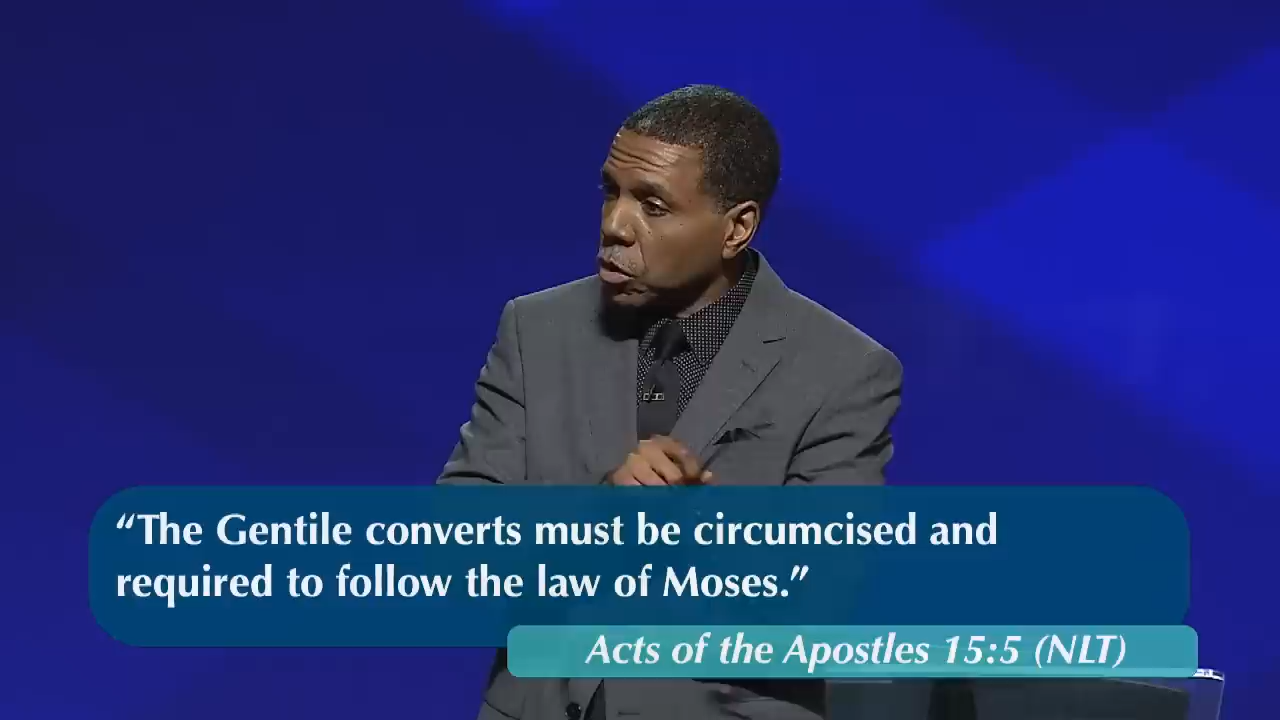 “The Gentile converts must be circumcised and
required to follow the law of Moses.”
Acts of the Apostles 15:5 (NLT)